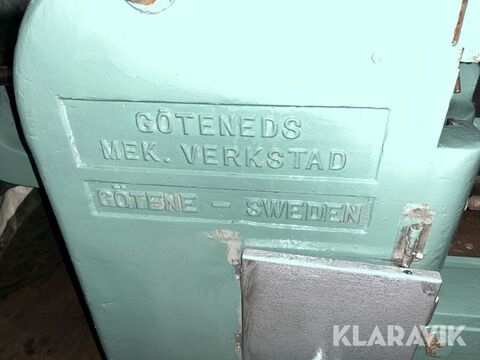 GÖTENEDS
MEK. VERKSTAD
GÖTENE - SWEDEN
KLARAVIK